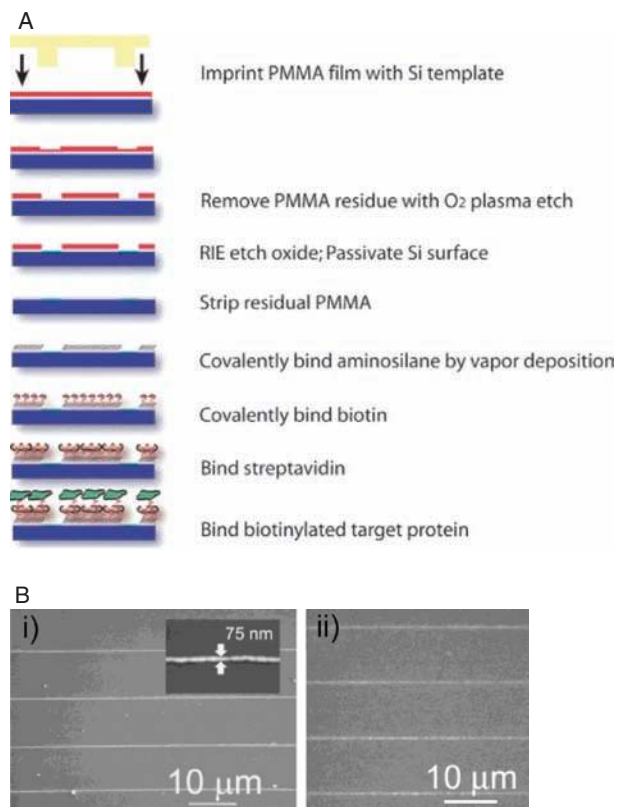 A
Imprint PMMA film with Si template
Remove PMMA residue with O2 plasma etch
RIE etch oxide; Passivate Si surface
Strip residual PMMA
Covalently bind aminosilane by vapor deposition
Covalently bind biotin
Bind streptavidin
Bind biotinylated target protein
B
i)
75 nm
10 μm
ii)
10 μm